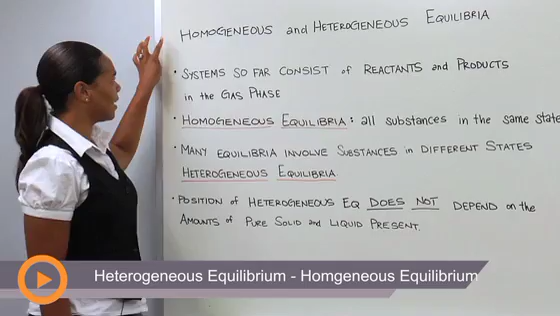 HOMOGENEOUS and HETEROGENEOUS EQUILIBRIA
• SYSTEMS SO FAR CONSIST of REACTANTS and PRODUCTS
in the GAS PHASE
• HOMOGENEOUS EQUILIBRIA: all substances in the same state
• MANY EQUILIBRIA INVOLVE SUBSTANCES in DIFFERENT STATES
HETEROGENEOUS EQUILIBRIA
• POSITION of HETEROGENEOUS EQ DOES NOT DEPEND on the
AMOUNTS of PURE SOLID and LIQUID PRESENT.
Heterogeneous Equilibrium - Homgeneous Equilibrium